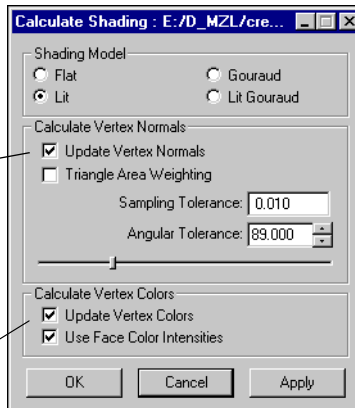 Calculate Shading : E:/D_MZL/cre...
Shading Model
Flat Gouraud
Lit Lit Gouraud
Calculate Vertex Normals
Update Vertex Normals
Triangle Area Weighting
Sampling Tolerance: 0.010
Angular Tolerance: 89.000
Calculate Vertex Colors
Update Vertex Colors
Use Face Color Intensities
OK Cancel Apply